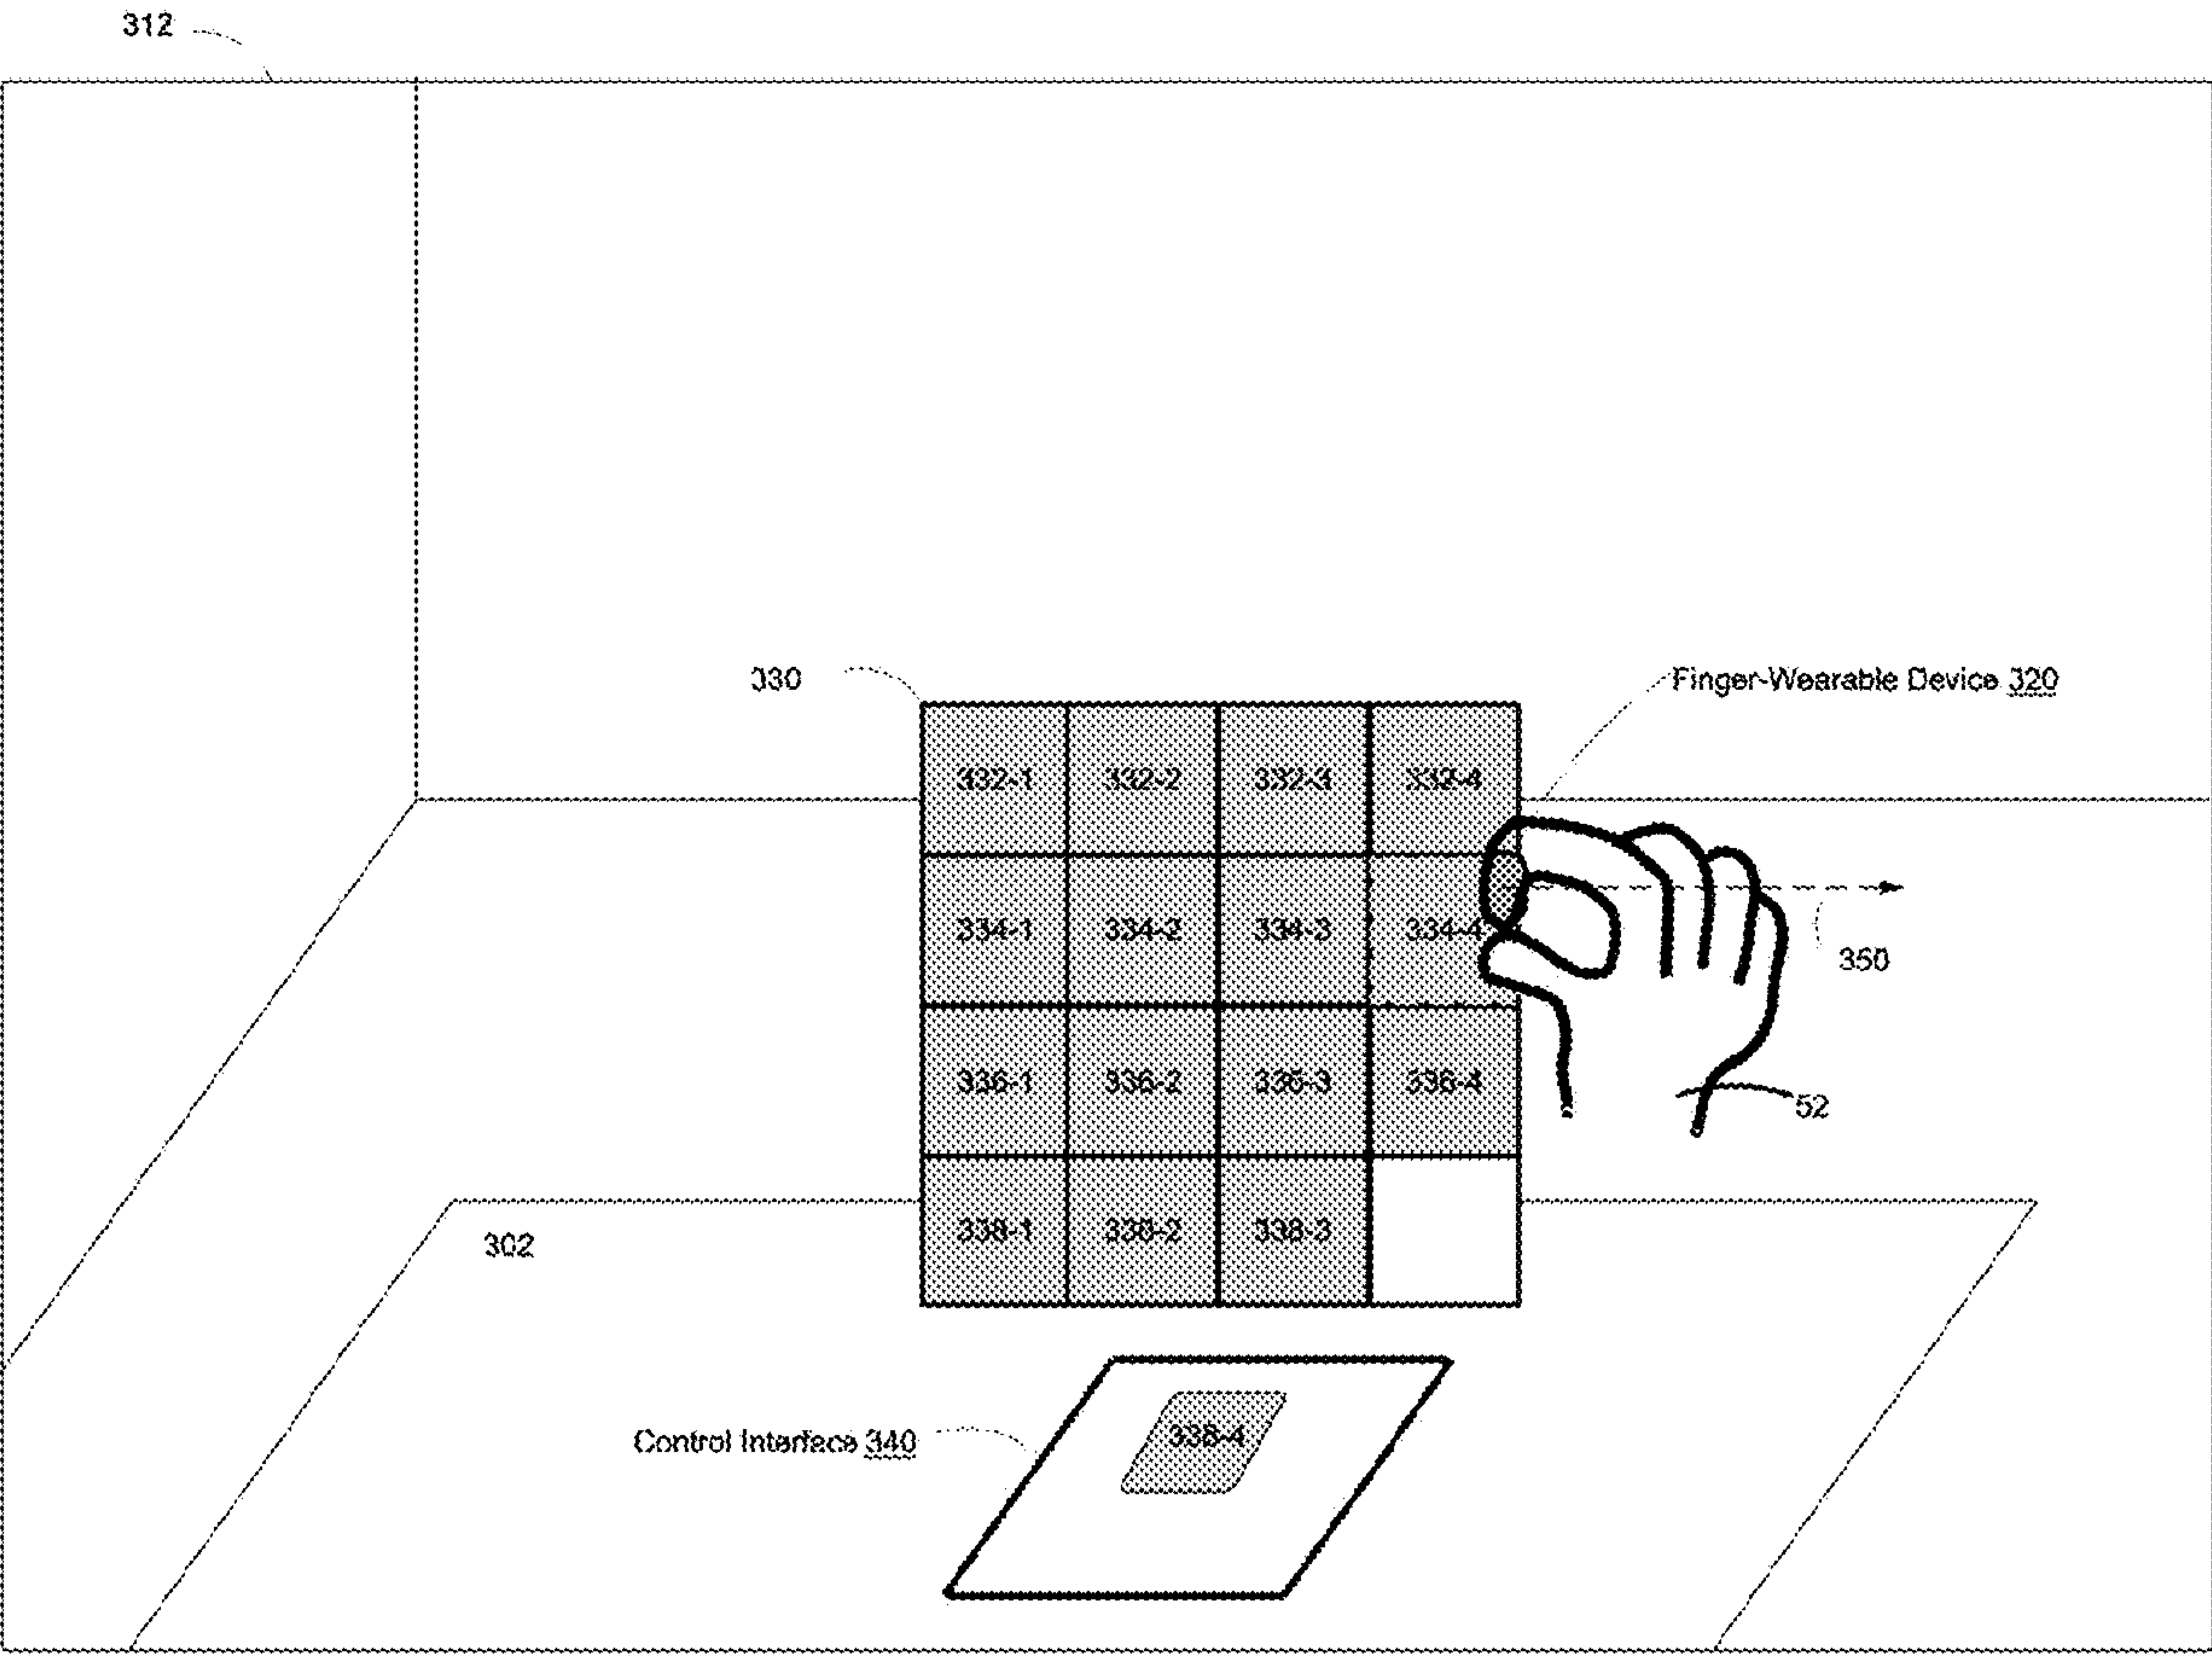 312
330
Finger-Wearable Device 320
332-1 332-2 332-3 332-4
334-1 334-2 334-3 334-4
350
336-1 336-2 336-3 336-4
52
338-1 338-2 338-3
302
338-4
Control Interface 340